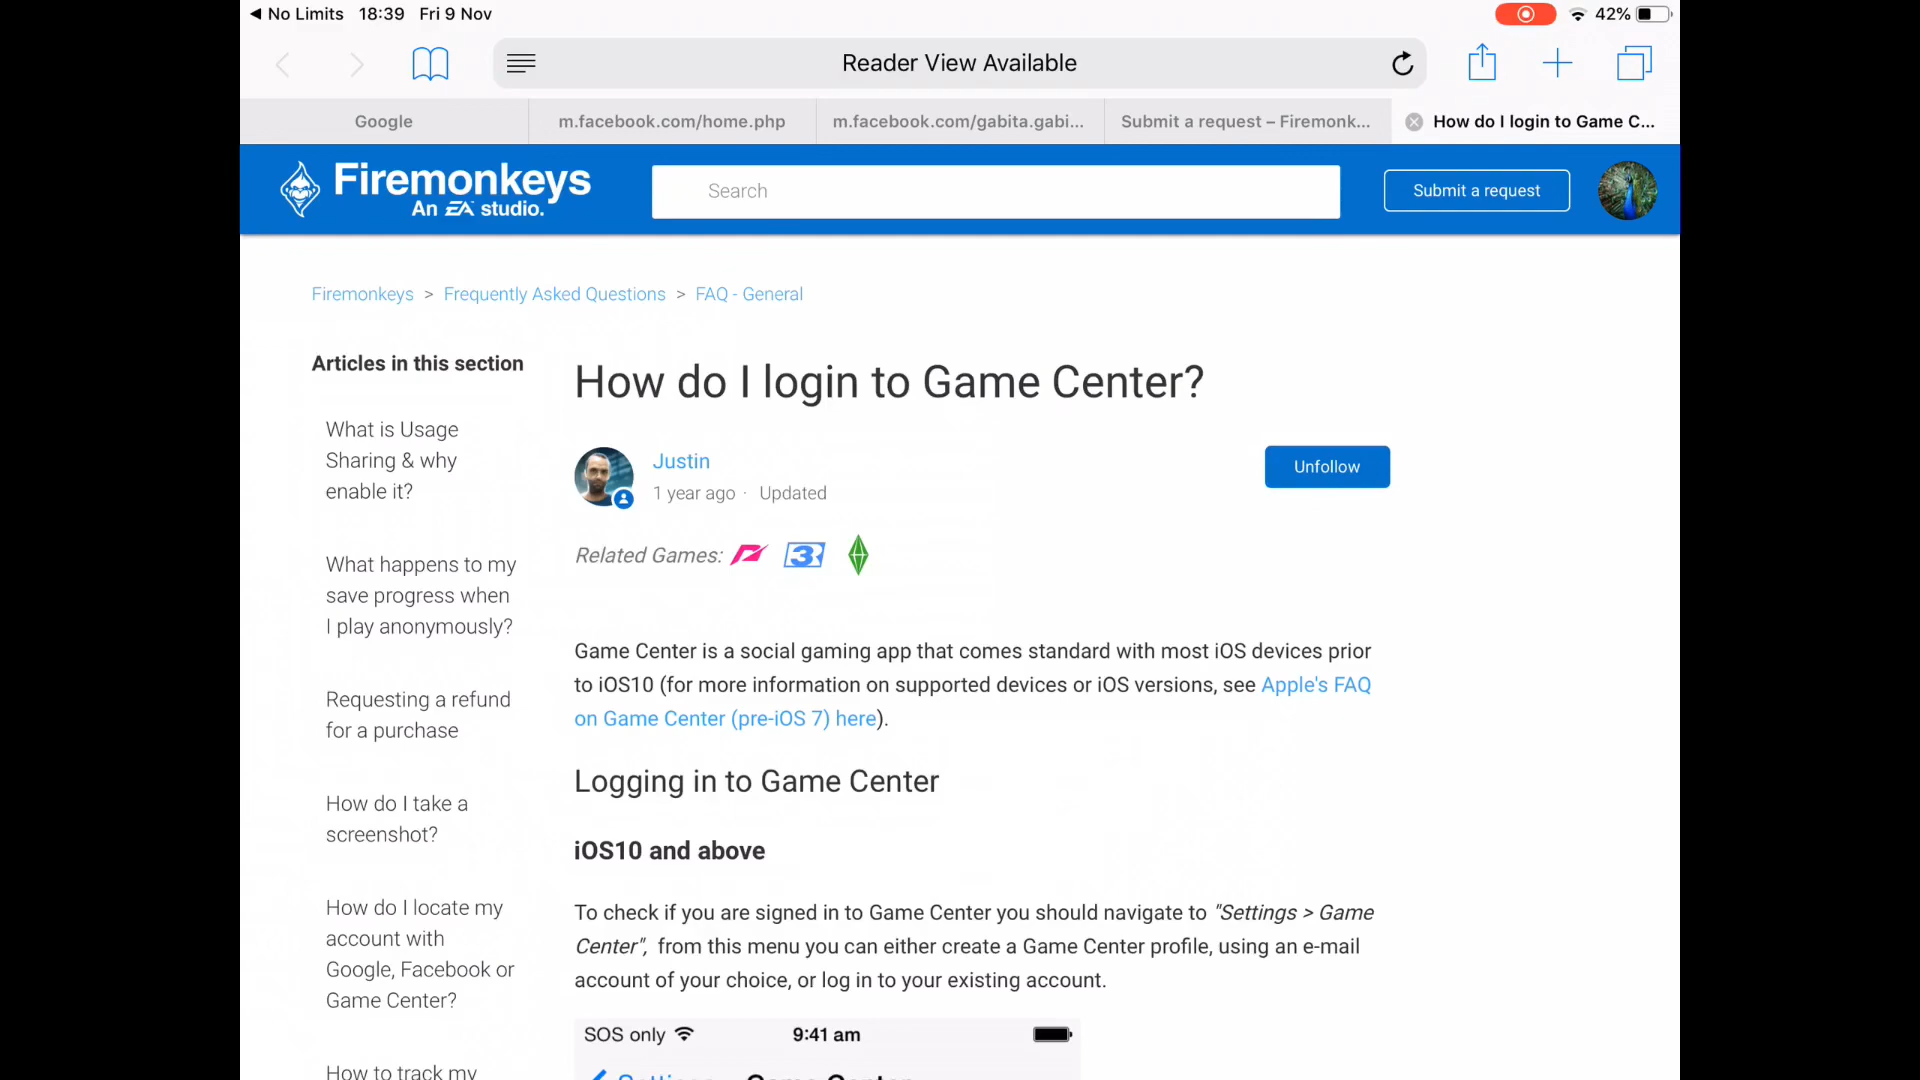 No Limits 18:39 Fri 9 Nov 42%
Reader View Available
Google
m.facebook.com/home.php
m.facebook.com/gabita.gabi...
Submit a request – Firemonk...
How do I login to Game C...
Firemonkeys
An EA studio.
Search
Submit a request
Firemonkeys > Frequently Asked Questions > FAQ - General
Articles in this section
What is Usage
Sharing & why
enable it?
What happens to my
save progress when
I play anonymously?
Requesting a refund
for a purchase
How do I take a
screenshot?
How do I locate my
account with
Google, Facebook or
Game Center?
How to track my
How do I login to Game Center?
Justin
1 year ago · Updated
Unfollow
Related Games: 3
Game Center is a social gaming app that comes standard with most iOS devices prior
to iOS10 (for more information on supported devices or iOS versions, see Apple's FAQ
on Game Center (pre-iOS 7) here).
Logging in to Game Center
iOS10 and above
To check if you are signed in to Game Center you should navigate to "Settings > Game
Center", from this menu you can either create a Game Center profile, using an e-mail
account of your choice, or log in to your existing account.
SOS only 9:41 am
Settings Game Center